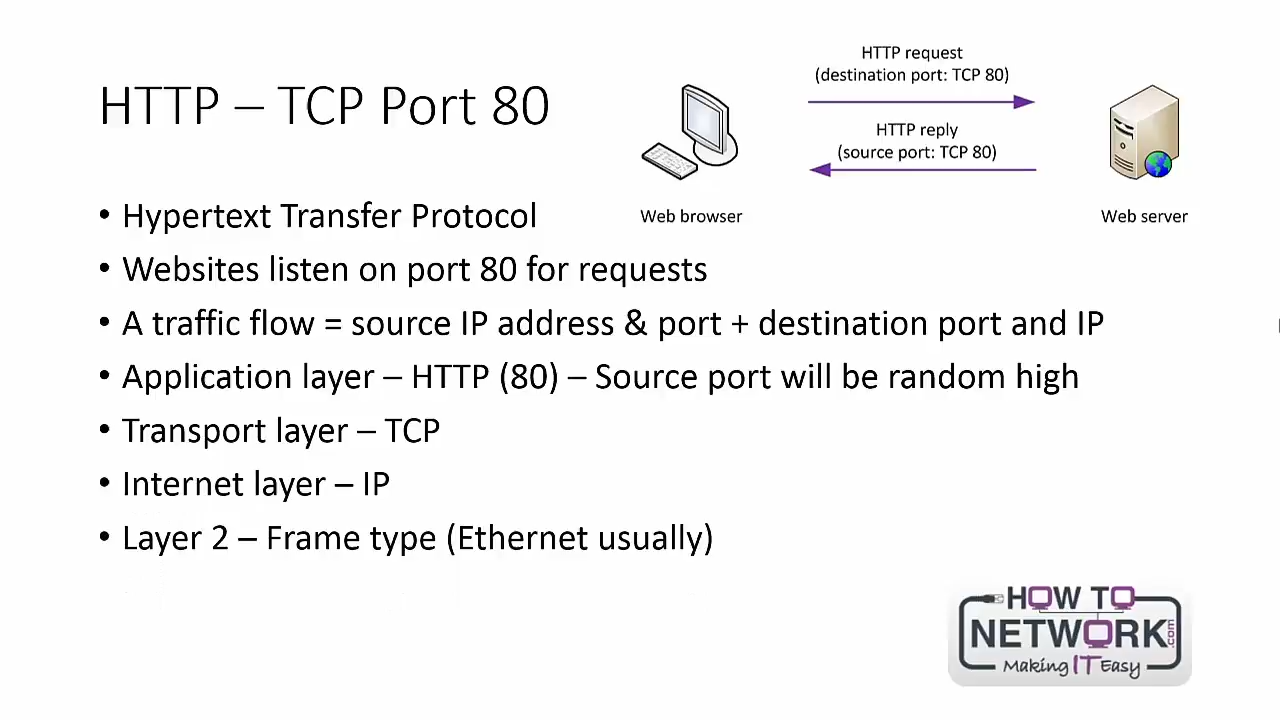 HTTP – TCP Port 80
HTTP request
(destination port: TCP 80)
HTTP reply
(source port: TCP 80)
Web browser
Web server
• Hypertext Transfer Protocol
• Websites listen on port 80 for requests
• A traffic flow = source IP address & port + destination port and IP
• Application layer – HTTP (80) – Source port will be random high
• Transport layer – TCP
• Internet layer – IP
• Layer 2 – Frame type (Ethernet usually)
HOW TO
NETWORK.com
Making IT Easy